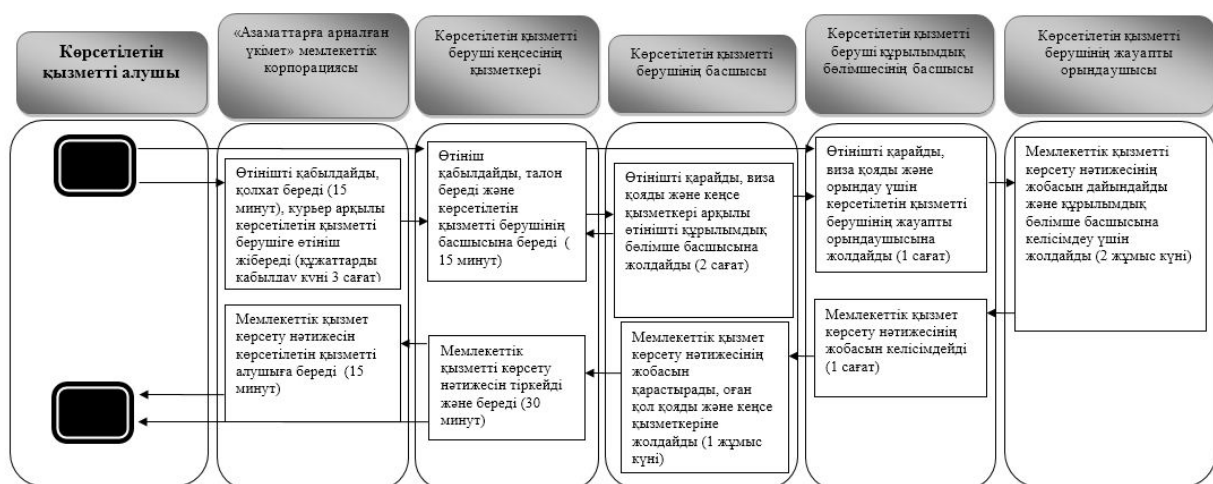 Көрсетілетін
қызметті алушы
«Азаматтарға арналған
үкімет» мемлекеттік
корпорациясы
Көрсетілетін қызметті
беруші кеңсесінің
қызметкері
Көрсетілетін қызметті
берушінің басшысы
Көрсетілетін қызметті
беруші құрылымдық
бөлімшесінің басшысы
Көрсетілетін қызметті
берушінің жауапты
орындаушысы
Өтінішті қабылдайды,
қолхат береді (15
минут), курьер арқылы
көрсетілетін қызметті
берушіге өтініш
жібереді (құжаттарды
қабылдау күні 3 сағат)
Өтініш
қабылдайды, талон
береді және
көрсетілетін
қызметті берушінің
басшысына береді (
15 минут)
Өтінішті қарайды, виза
қояды және кеңсе
қызметкері арқылы
өтінішті құрылымдық
бөлімше басшысына
жолдайды (2 сағат)
Өтінішті қарайды,
виза қояды және
орындау үшін
көрсетілетін қызметті
берушінің жауапты
орындаушысына
жолдайды (1 сағат)
Мемлекеттік қызметті
көрсету нәтижесінің
жобасын дайындайды
және құрылымдық
бөлімше басшысына
келісімдеу үшін
жолдайды (2 жұмыс күні)
Мемлекеттік қызмет
көрсету нәтижесін
көрсетілетін қызметті
алушыға береді (15
минут)
Мемлекеттік
қызметті көрсету
нәтижесін тіркейді
және береді (30
минут)
Мемлекеттік қызмет
көрсету нәтижесінің
жобасын
қарастырады, оған
қол қояды және кеңсе
қызметкеріне
жолдайды (1 жұмыс
күні)
Мемлекеттік қызмет
көрсету нәтижесінің
жобасын келісімдейді
(1 сағат)